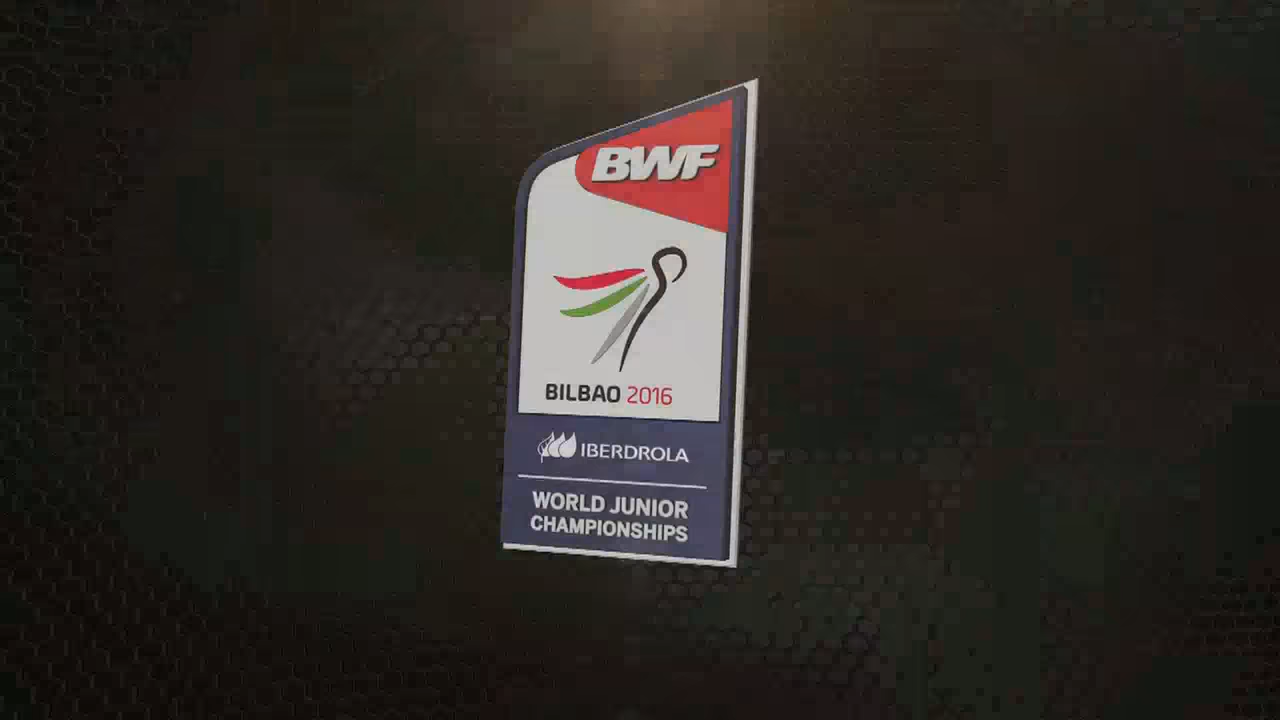 BWF
BILBAO 2016
IBERDROLA
WORLD JUNIOR
CHAMPIONSHIPS